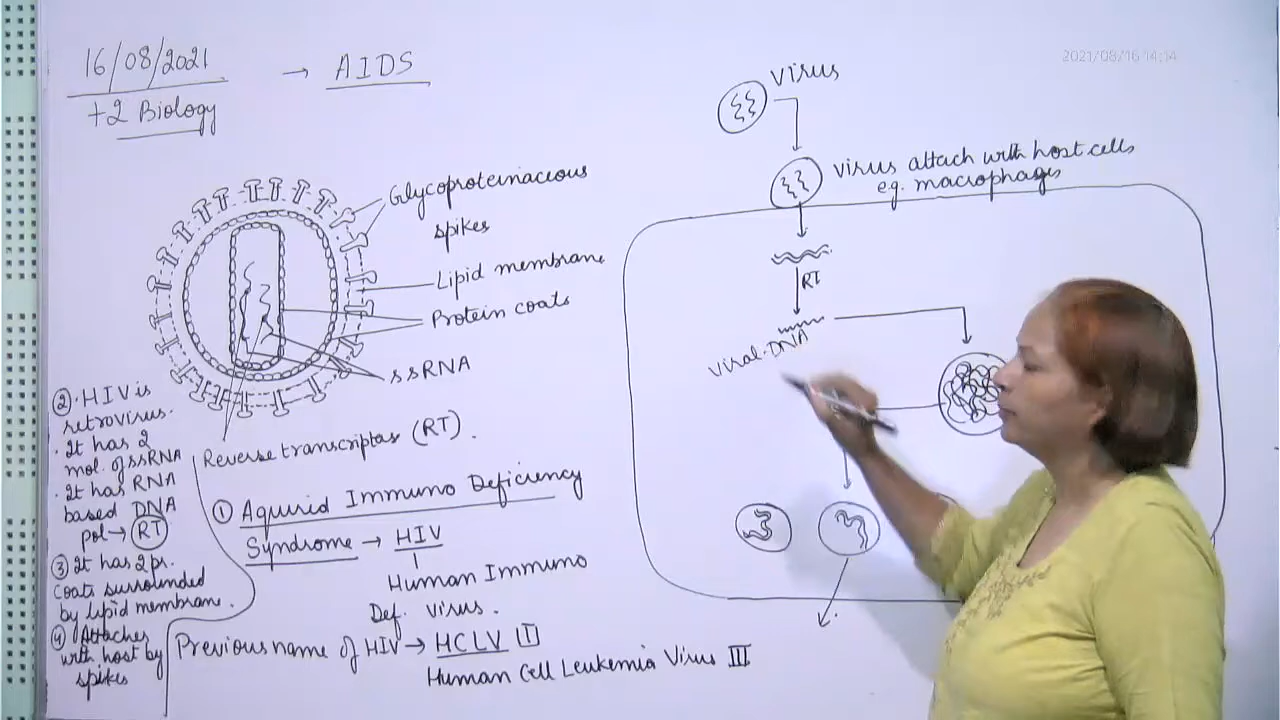 16/08/2021
+2 Biology
→ AIDS
2021/08/16 14:14
Glycoproteinaceous
spikes
Lipid membrane
Protein coats
ssRNA
Reverse transcriptas (RT).
② · HIV is
retrovirus.
· It has 2
mol. of ssRNA
· It has RNA
based DNA
pol → RT
③ It has 2 pr.
coats surrounded
by lipid membrane.
④ Attaches
with host by
spikes
① Aquirid Immuno Deficiency
Syndrome → HIV
Human Immuno
Def. virus.
Previous name of HIV → HCLV III
Human Cell Leukemia Virus III
Virus
Virus attach with host cells
e.g. macrophages
RT
viral-DNA